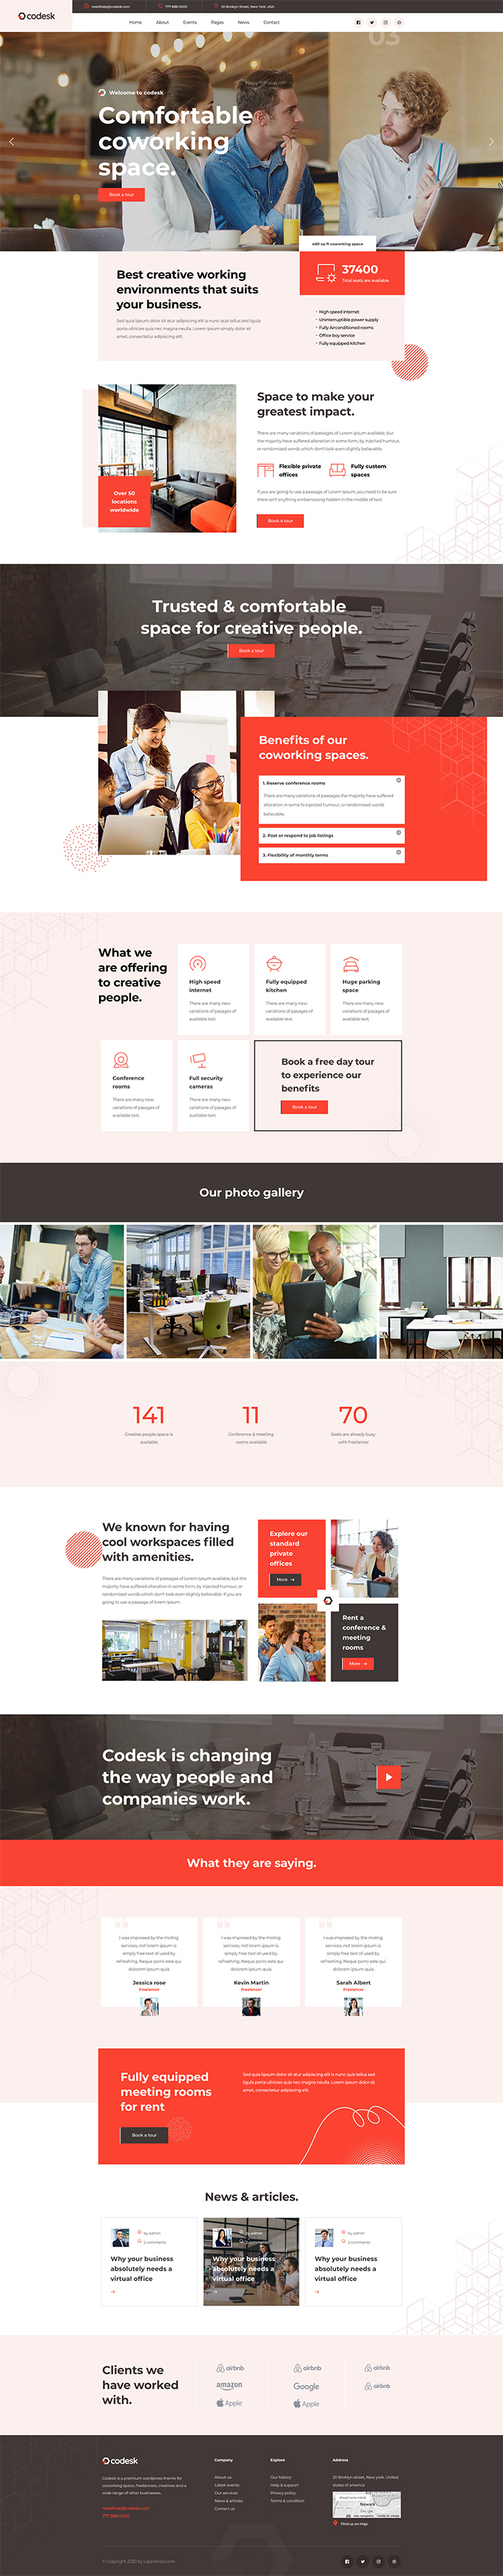 codesk
needhelp@codesk.com
777 888 0000
20 Broklyn Street, New York. USA
Home
About
Events
Pages
News
Contact
03
Welcome to codesk
Comfortable
coworking
space.
Book a tour
480 sq ft coworking space
Best creative working
environments that suits
your business.
Sed quis lipsum dolor sit atur adipiscing elit is nunc quis tellus sed ligula
porta ultricies quis nec magna neulla. Lorem ipsum simply dolor sit
amet, consectetur adipiscing elit.
37400
Total seats are available
High speed internet
Uninterruptible power supply
Fully Airconditioned rooms
Office boy service
Fully equipped kitchen
Over 50
locations
worldwide
Space to make your
greatest impact.
There are many variations of passages of Lorem Ipsum available, but
the majority have suffered alteration in some form, by injected humour,
or randomised words which don't look even slightly believable.
Flexible private
offices
Fully custom
spaces
If you are going to use a passage of Lorem Ipsum, you need to be sure
there isn't anything embarrassing hidden in the middle of text.
Book a tour
Trusted & comfortable
space for creative people.
Book a tour
Benefits of our
coworking spaces.
1. Reserve conference rooms
There are many variations of passages the majority have suffered
alteration in some fo injected humour, or randomised words
believable.
2. Post or respond to job listings
3. Flexibility of monthly terms
What we
are offering
to creative
people.
High speed
internet
There are many new
variations of pasages of
available text.
Fully equipped
kitchen
There are many new
variations of pasages of
available text.
Huge parking
space
There are many new
variations of pasages of
available text.
Conference
rooms
There are many new
variations of pasages of
available text.
Full security
cameras
There are many new
variations of pasages of
available text.
Book a free day tour
to experience our
benefits
Book a tour
Our photo gallery
141
Creative people space is
available.
11
Conference & meeting
rooms available
70
Seats are already busy
with freelancer
We known for having
cool workspaces filled
with amenities.
There are many variations of passages of Lorem Ipsum available, but the
majority have suffered alteration in some form, by injected humour, or
randomised words which don't look even slightly believable. If you are
going to use a passage of lorem Ipsum.
Explore our
standard
private
offices
More →
Rent a
conference &
meeting
rooms
More →
Codesk is changing
the way people and
companies work.
What they are saying.
I was impresed by the moling
services, not lorem ipsum is
simply free text of used by
refreshing. Neque porro este qui
dolorem ipsum quia.
Jessica rose
Freelancer
I was impresed by the moling
services, not lorem ipsum is
simply free text of used by
refreshing. Neque porro este qui
dolorem ipsum quia.
Kevin Martin
Freelancer
I was impresed by the moling
services, not lorem ipsum is
simply free text of used by
refreshing. Neque porro este qui
dolorem ipsum quia.
Sarah Albert
Freelancer
Fully equipped
meeting rooms
for rent
Book a tour
Sed quis lipsum dolor sit atur adipiscing elit is nunc quis tellus sed
ligula porta ultricies quis nec magna neulla. Lorem ipsum dolor sit
amet, consectetur adipiscing elit.
News & articles.
by admin
2 comments
Why your business
absolutely needs a
virtual office
by admin
2 comments
Why your business
absolutely needs a
virtual office
by admin
2 comments
Why your business
absolutely needs a
virtual office
Clients we
have worked
with.
airbnb
amazon
Apple
airbnb
Google
Apple
airbnb
airbnb
codesk
Codesk is a premium wordpress theme for
coworking space, freelancers, creatives and a
wide range of other businesses.
needhelp@codesk.com
777 888 0000
Company
About us
Latest events
Our services
News & articles
Contact us
Explore
Our history
Help & support
Privacy policy
Terms & condition
Address
20 Broklyn street, New york. United
states of america
Newark
Find us on Map
© Copyright 2020 by Layerdrops.com